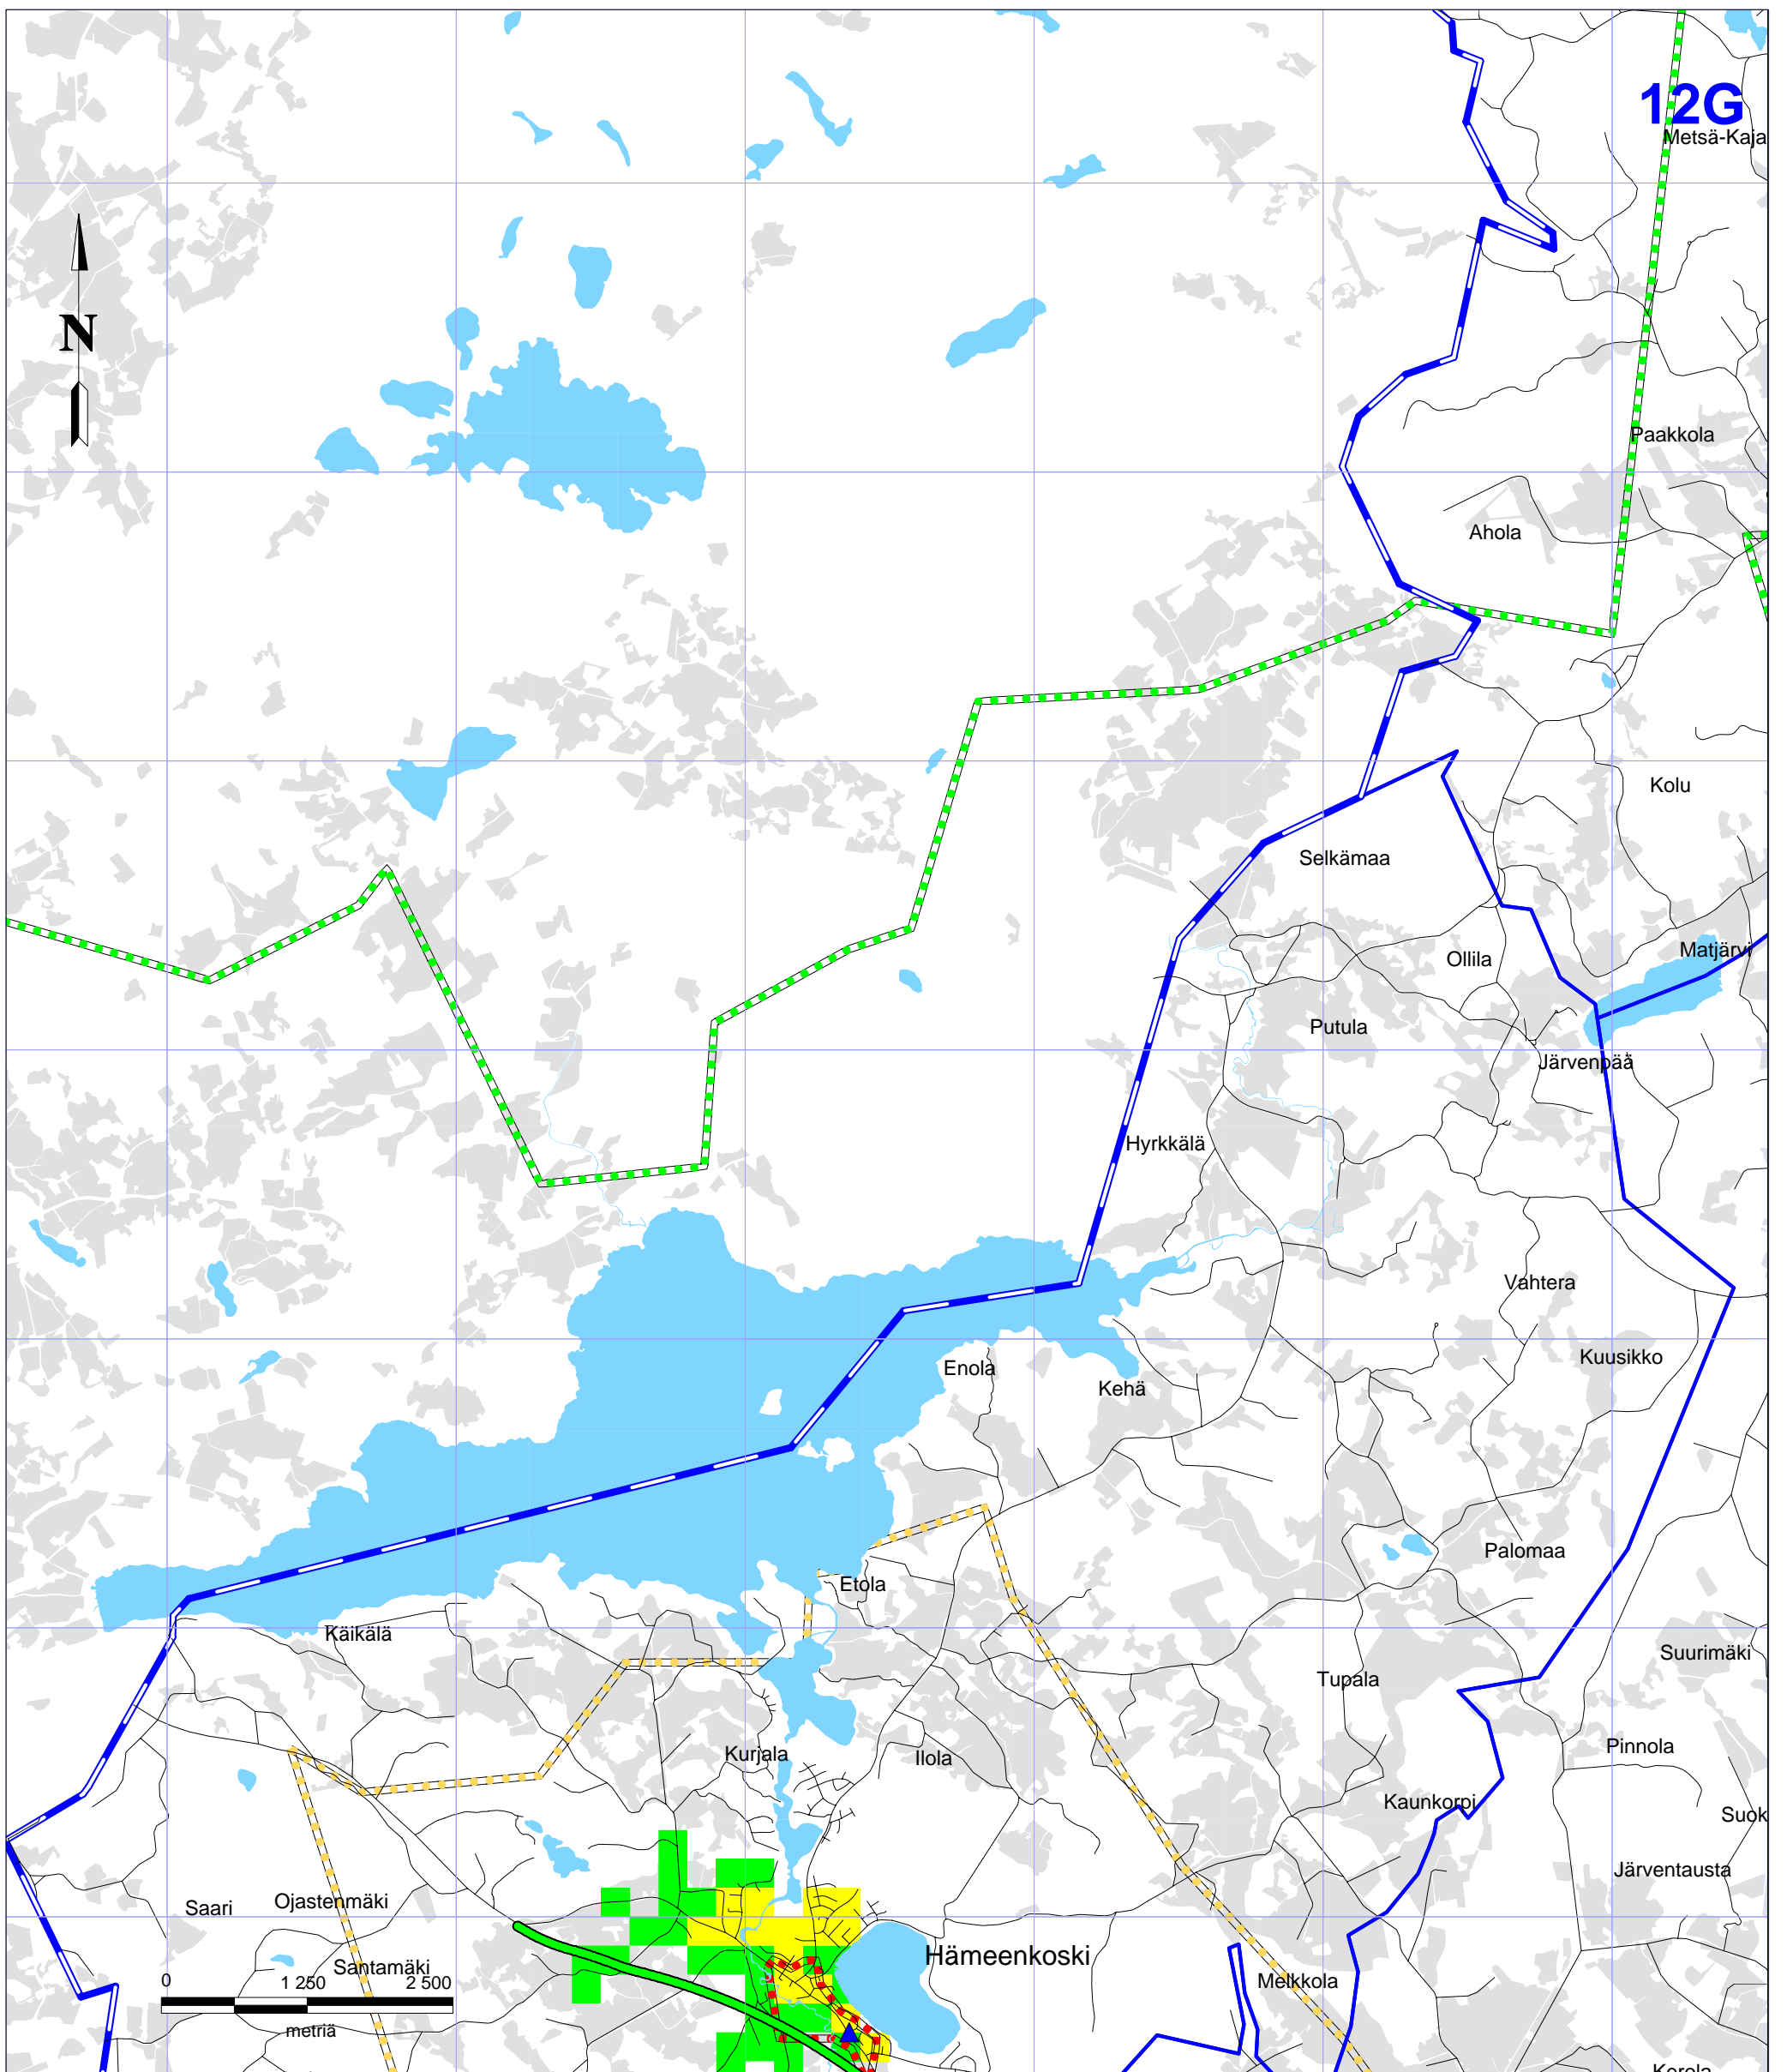 12G
Metsä-Kaja
N
Paakkola
Ahola
Kolu
Selkämaa
Matjärvi
Ollila
Putula
Järvenpää
Hyrkkälä
Vahtera
Kuusikko
Enola
Kehä
Palomaa
Etola
Käikälä
Suurimäki
Tupala
Pinnola
Kurjala
Ilola
Kaunkorpi
Suok
Järventausta
Ojastenmäki
Saari
Hämeenkoski
Santamäki
Melkkola
0 1 250 2 500
metriä
Kerola